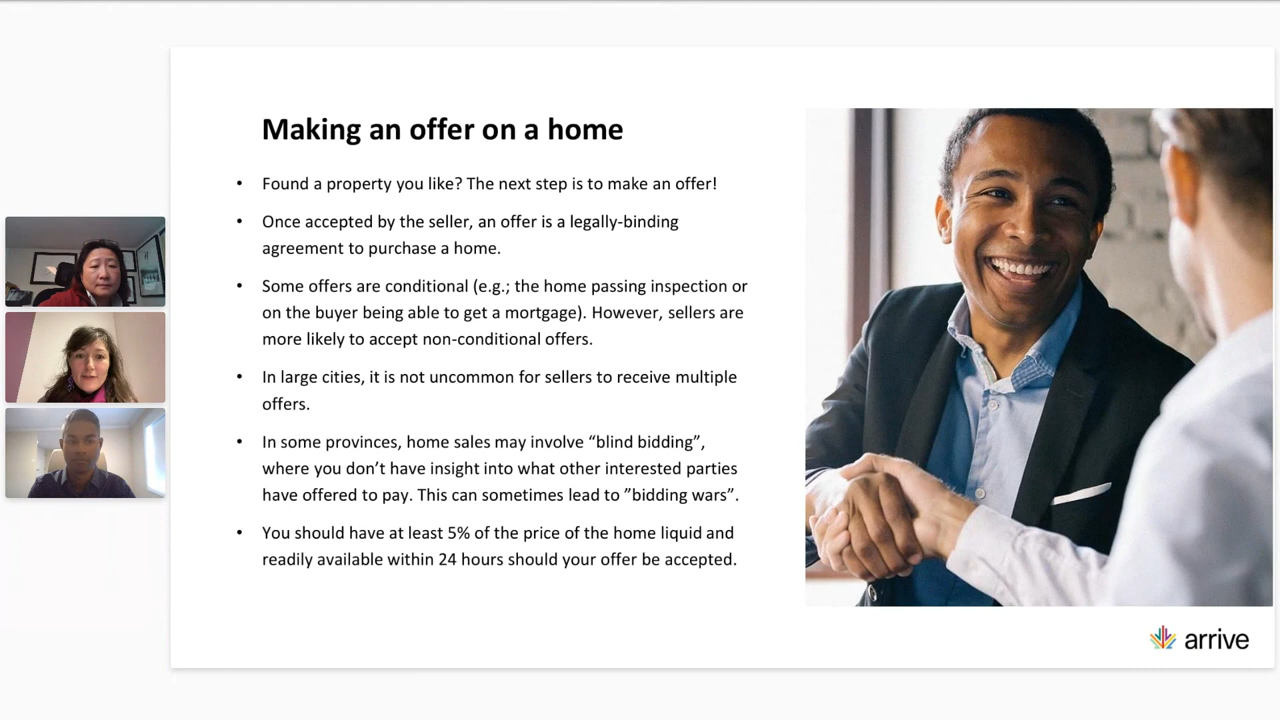 Making an offer on a home
• Found a property you like? The next step is to make an offer!
• Once accepted by the seller, an offer is a legally-binding
agreement to purchase a home.
• Some offers are conditional (e.g.; the home passing inspection or
on the buyer being able to get a mortgage). However, sellers are
more likely to accept non-conditional offers.
• In large cities, it is not uncommon for sellers to receive multiple
offers.
• In some provinces, home sales may involve “blind bidding”,
where you don’t have insight into what other interested parties
have offered to pay. This can sometimes lead to ”bidding wars”.
• You should have at least 5% of the price of the home liquid and
readily available within 24 hours should your offer be accepted.
arrive